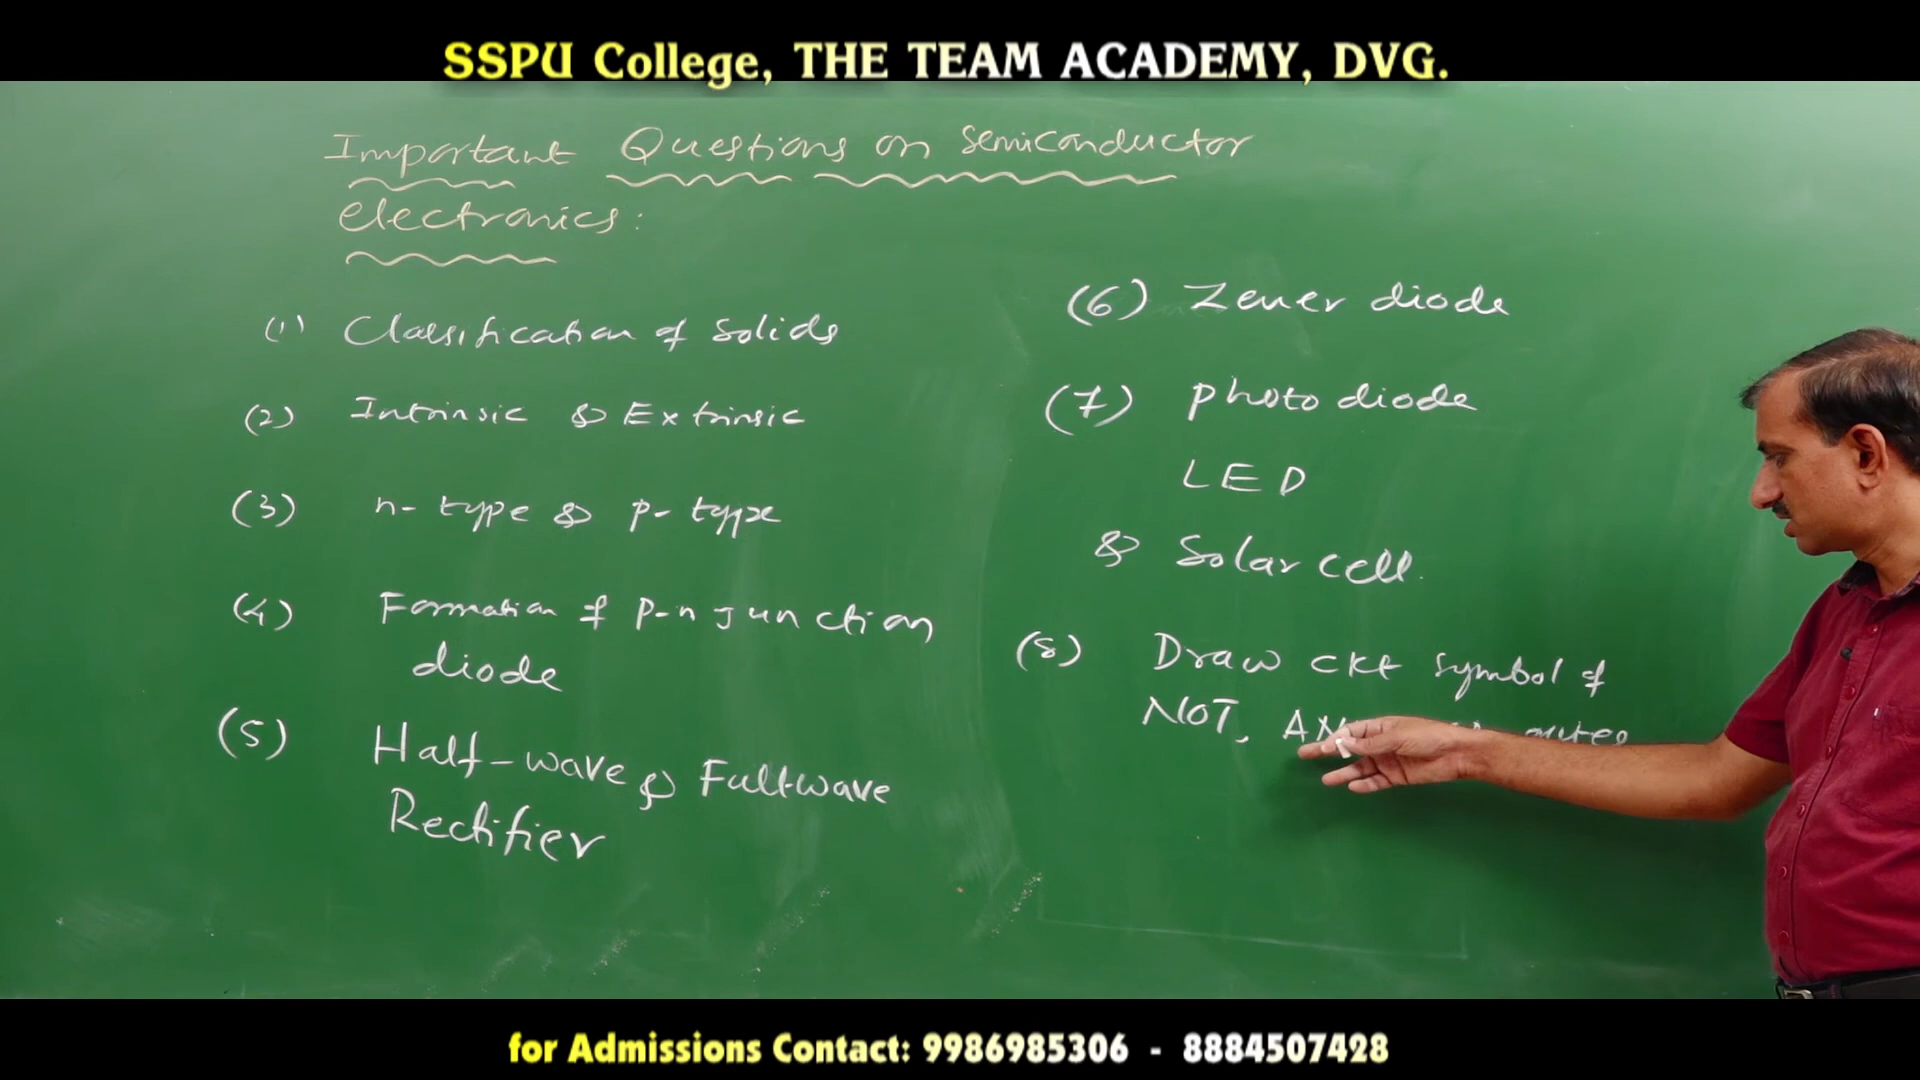 SSPU College, THE TEAM ACADEMY, DVG.
Important Questions on Semiconductor
electronics:
(1) Classification of Solids
(2) Intrinsic & Extrinsic
(3) n-type & p-type
(4) Formation of p-n junction
diode
(5) Half-wave & Fullwave
Rectifier
(6) Zener diode
(7) photo diode
LED
& Solar cell.
(8) Draw ckt symbol of
NOT,
for Admissions Contact: 9986985306 - 8884507428